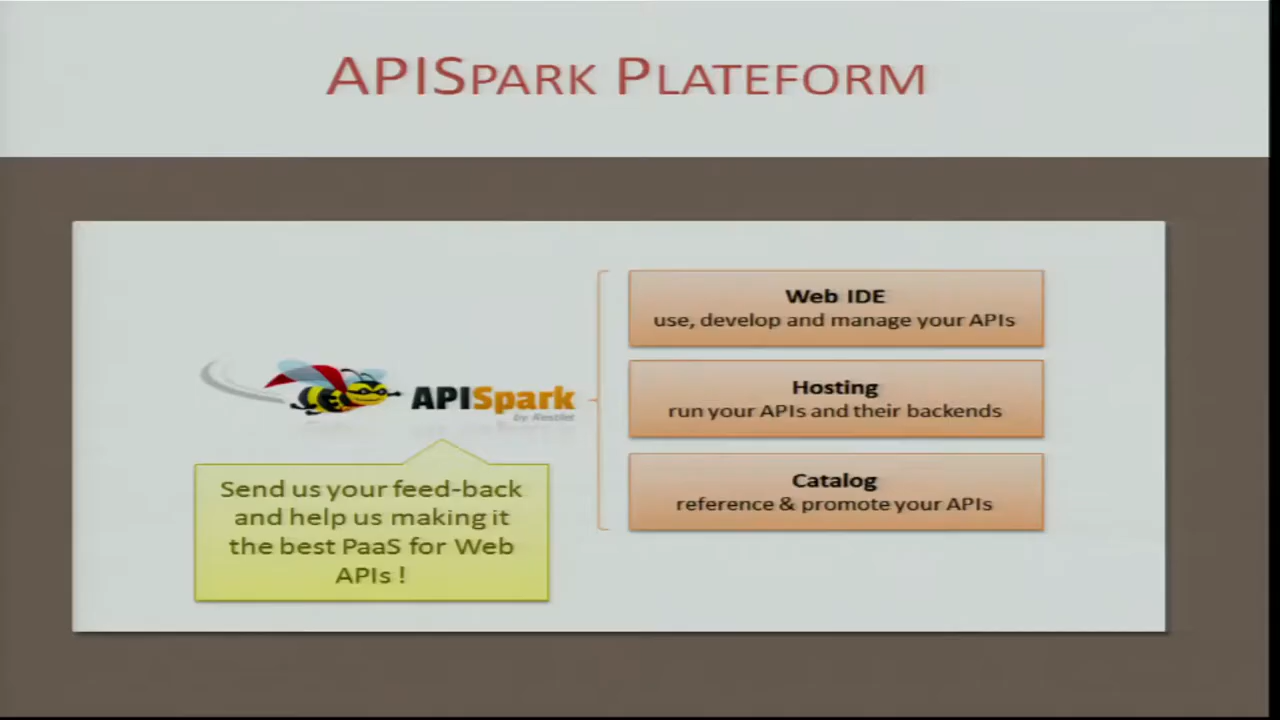 APISPARK PLATEFORM
Web IDE
use, develop and manage your APIs
Hosting
run your APIs and their backends
APISpark
by Restlet
Catalog
reference & promote your APIs
Send us your feed-back
and help us making it
the best PaaS for Web
APIs !